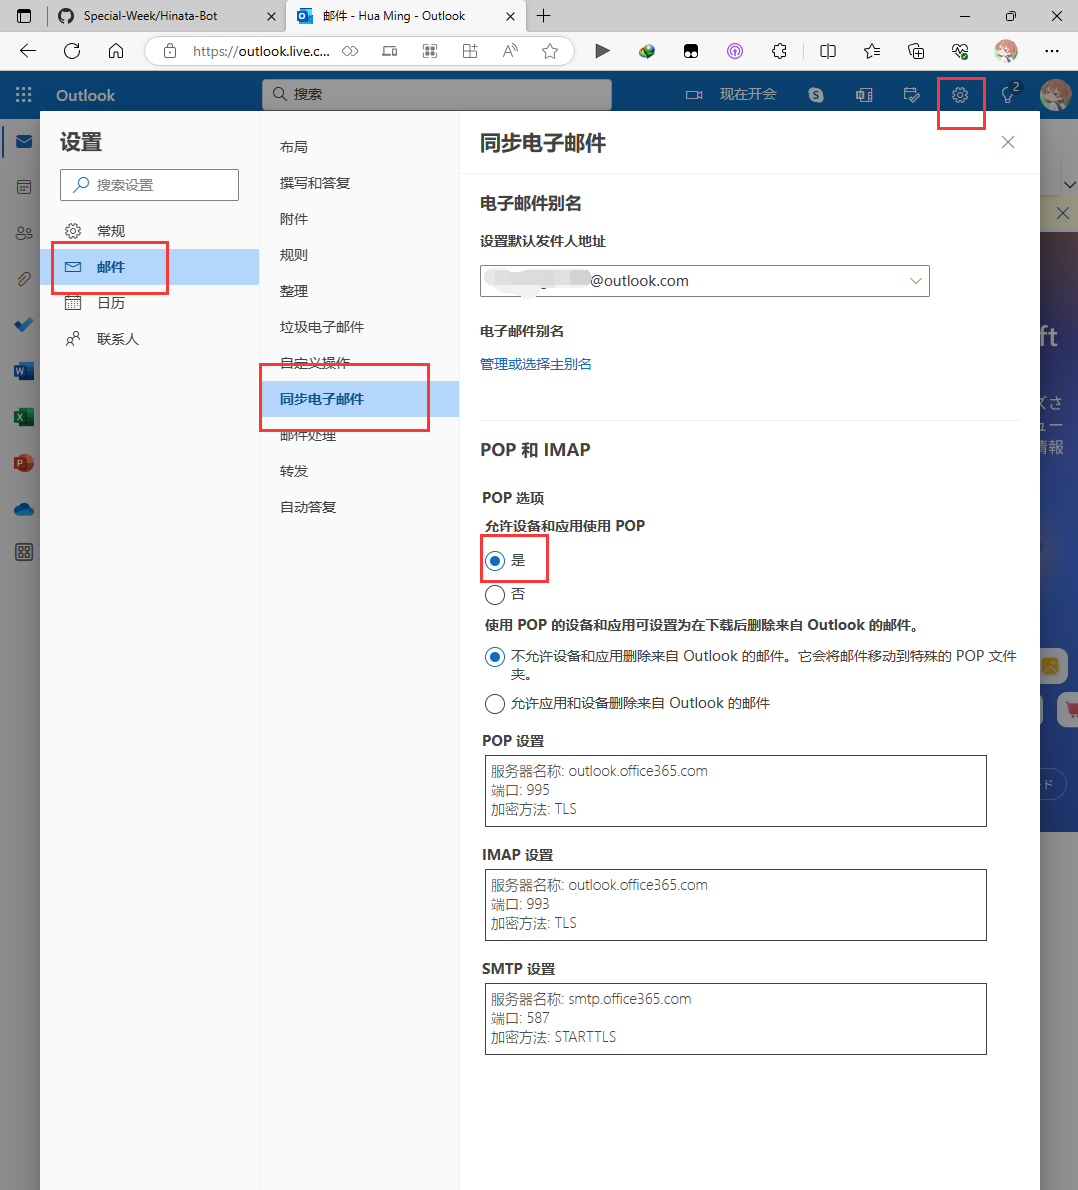 Special-Week/Hinata-Bot
邮件 - Hua Ming - Outlook
https://outlook.live.c...
Outlook
搜索
现在开会
2
设置
搜索设置
常规
邮件
日历
联系人
布局
撰写和答复
附件
规则
整理
垃圾电子邮件
自定义操作
同步电子邮件
邮件处理
转发
自动答复
同步电子邮件
电子邮件别名
设置默认发件人地址
@outlook.com
电子邮件别名
管理或选择主别名
POP 和 IMAP
POP 选项
允许设备和应用使用 POP
是
否
使用 POP 的设备和应用可设置为在下载后删除来自 Outlook 的邮件。
不允许设备和应用删除来自 Outlook 的邮件。它会将邮件移动到特殊的 POP 文件
夹。
允许应用和设备删除来自 Outlook 的邮件
POP 设置
服务器名称: outlook.office365.com
端口: 995
加密方法: TLS
IMAP 设置
服务器名称: outlook.office365.com
端口: 993
加密方法: TLS
SMTP 设置
服务器名称: smtp.office365.com
端口: 587
加密方法: STARTTLS
ft
ズさ
ュー
情報
ド